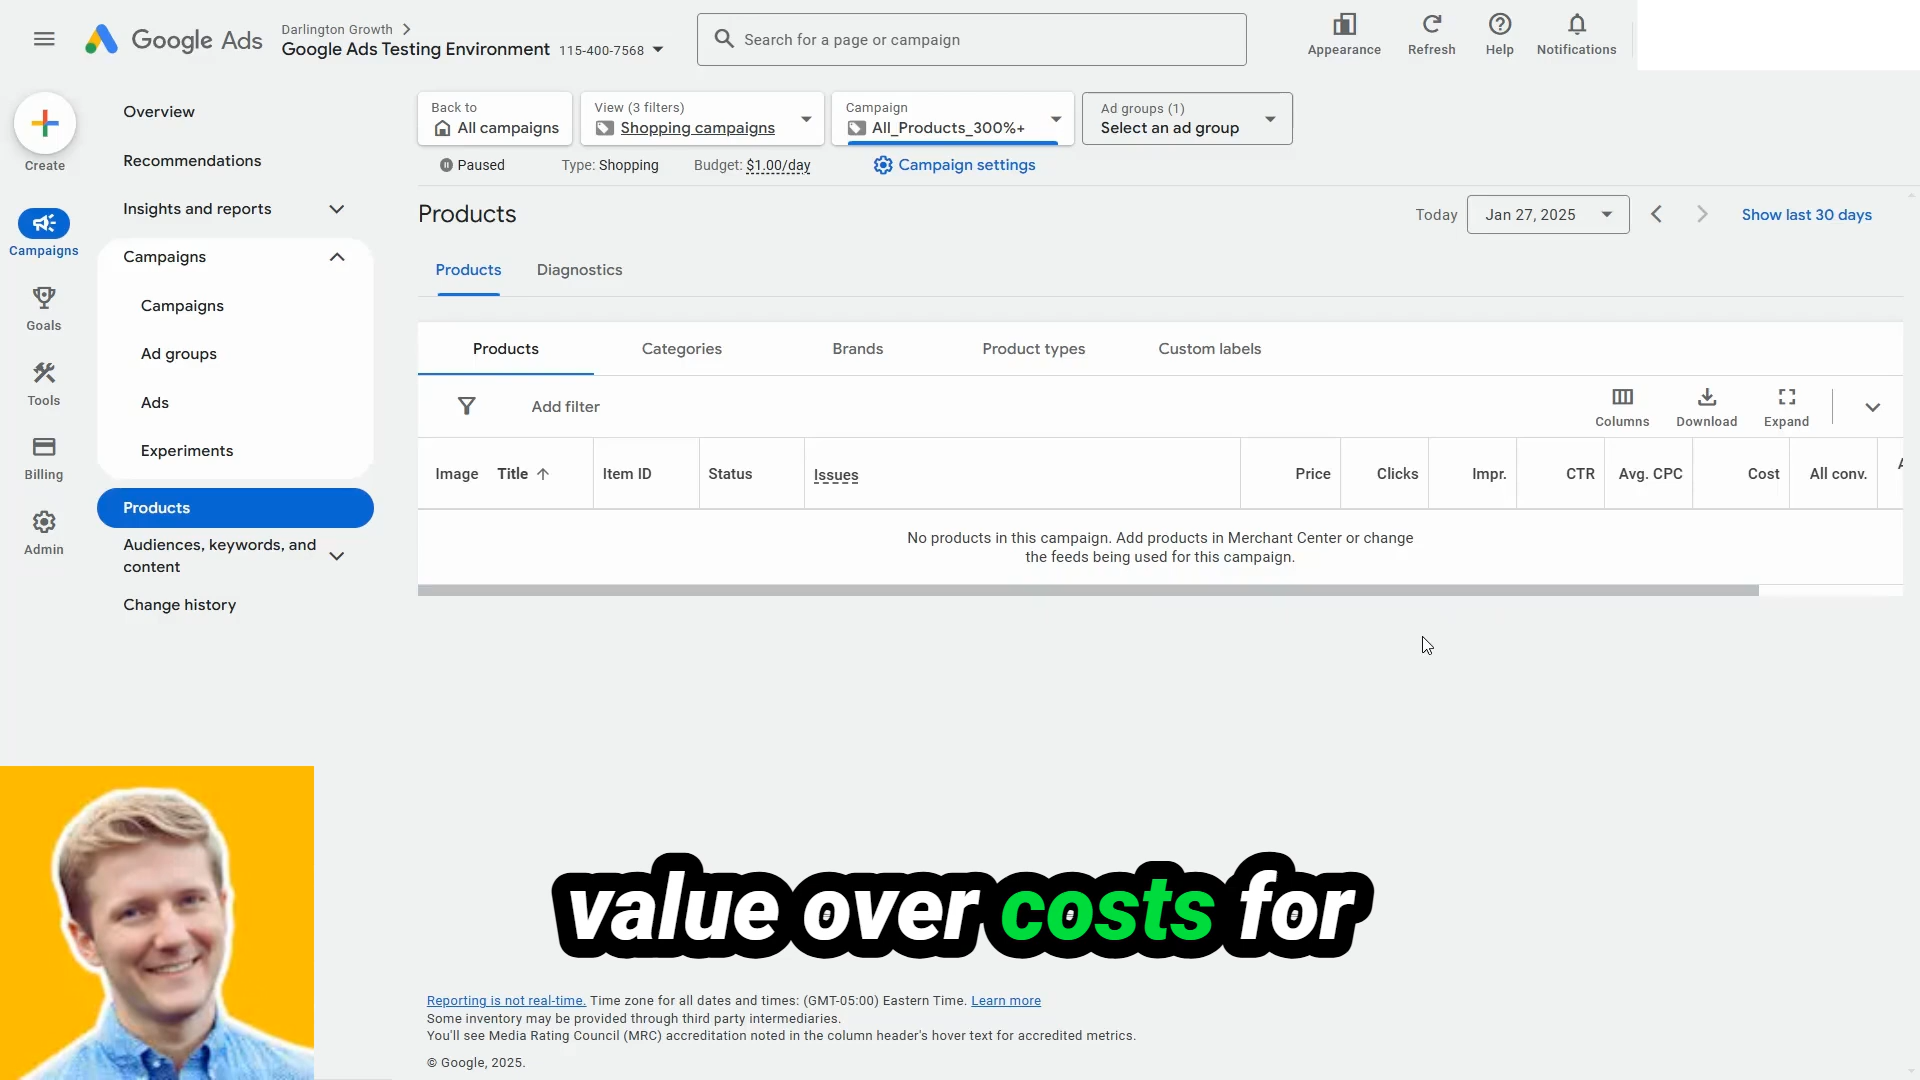 Google Ads
Darlington Growth
Google Ads Testing Environment 115-400-7568
Search for a page or campaign
Appearance
Refresh
Help
Notifications
Create
Campaigns
Goals
Tools
Billing
Admin
Overview
Recommendations
Insights and reports
Campaigns
Campaigns
Ad groups
Ads
Experiments
Products
Audiences, keywords, and
content
Change history
Back to
All campaigns
View (3 filters)
Shopping campaigns
Campaign
All_Products_300%+
Ad groups (1)
Select an ad group
Paused
Type: Shopping
Budget: $1.00/day
Campaign settings
Products
Today
Jan 27, 2025
Show last 30 days
Products
Diagnostics
Products
Categories
Brands
Product types
Custom labels
Add filter
Columns
Download
Expand
Image
Title
Item ID
Status
Issues
Price
Clicks
Impr.
CTR
Avg. CPC
Cost
All conv.
No products in this campaign. Add products in Merchant Center or change
the feeds being used for this campaign.
value over costs for
Reporting is not real-time. Time zone for all dates and times: (GMT-05:00) Eastern Time. Learn more
Some inventory may be provided through third party intermediaries.
You'll see Media Rating Council (MRC) accreditation noted in the column header's hover text for accredited metrics.
© Google, 2025.